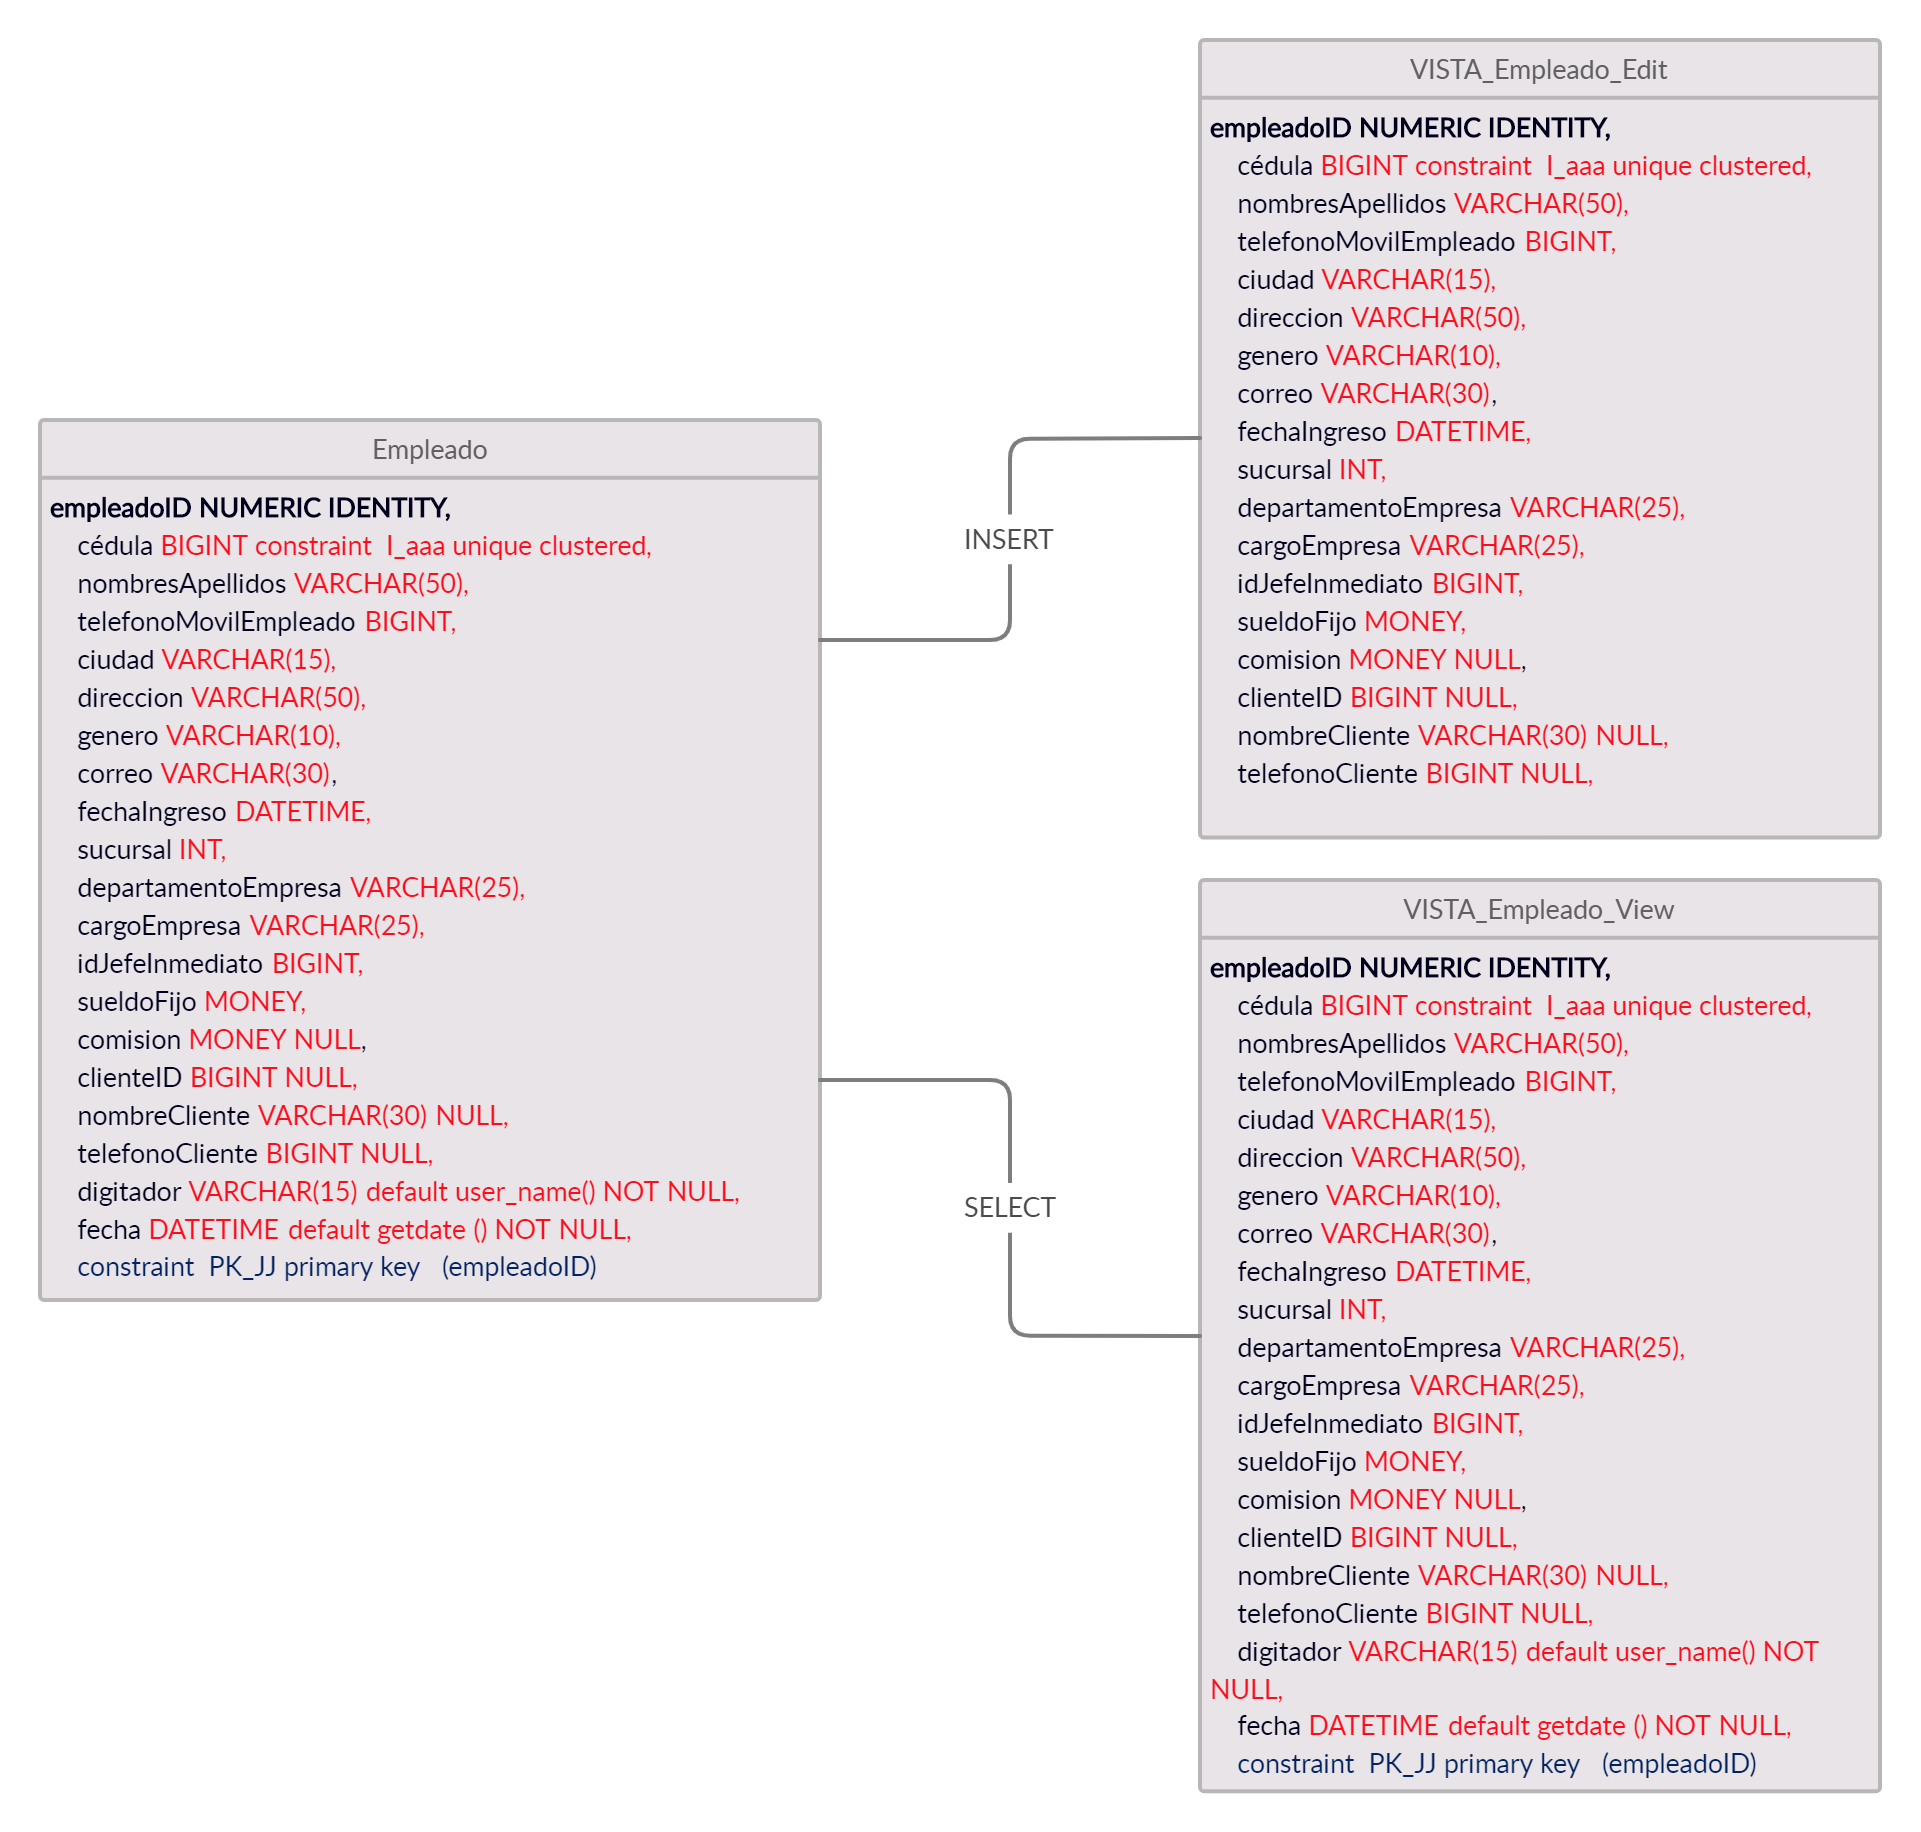 Empleado
empleadoID NUMERIC IDENTITY,
cédula BIGINT constraint I_aaa unique clustered,
nombresApellidos VARCHAR(50),
telefonoMovilEmpleado BIGINT,
ciudad VARCHAR(15),
direccion VARCHAR(50),
genero VARCHAR(10),
correo VARCHAR(30),
fechaIngreso DATETIME,
sucursal INT,
departamentoEmpresa VARCHAR(25),
cargoEmpresa VARCHAR(25),
idJefeInmediato BIGINT,
sueldoFijo MONEY,
comision MONEY NULL,
clienteID BIGINT NULL,
nombreCliente VARCHAR(30) NULL,
telefonoCliente BIGINT NULL,
digitador VARCHAR(15) default user_name() NOT NULL,
fecha DATETIME default getdate () NOT NULL,
constraint PK_JJ primary key (empleadoID)
INSERT
SELECT
VISTA_Empleado_Edit
empleadoID NUMERIC IDENTITY,
cédula BIGINT constraint I_aaa unique clustered,
nombresApellidos VARCHAR(50),
telefonoMovilEmpleado BIGINT,
ciudad VARCHAR(15),
direccion VARCHAR(50),
genero VARCHAR(10),
correo VARCHAR(30),
fechaIngreso DATETIME,
sucursal INT,
departamentoEmpresa VARCHAR(25),
cargoEmpresa VARCHAR(25),
idJefeInmediato BIGINT,
sueldoFijo MONEY,
comision MONEY NULL,
clienteID BIGINT NULL,
nombreCliente VARCHAR(30) NULL,
telefonoCliente BIGINT NULL,
VISTA_Empleado_View
empleadoID NUMERIC IDENTITY,
cédula BIGINT constraint I_aaa unique clustered,
nombresApellidos VARCHAR(50),
telefonoMovilEmpleado BIGINT,
ciudad VARCHAR(15),
direccion VARCHAR(50),
genero VARCHAR(10),
correo VARCHAR(30),
fechaIngreso DATETIME,
sucursal INT,
departamentoEmpresa VARCHAR(25),
cargoEmpresa VARCHAR(25),
idJefeInmediato BIGINT,
sueldoFijo MONEY,
comision MONEY NULL,
clienteID BIGINT NULL,
nombreCliente VARCHAR(30) NULL,
telefonoCliente BIGINT NULL,
digitador VARCHAR(15) default user_name() NOT
NULL,
fecha DATETIME default getdate () NOT NULL,
constraint PK_JJ primary key (empleadoID)